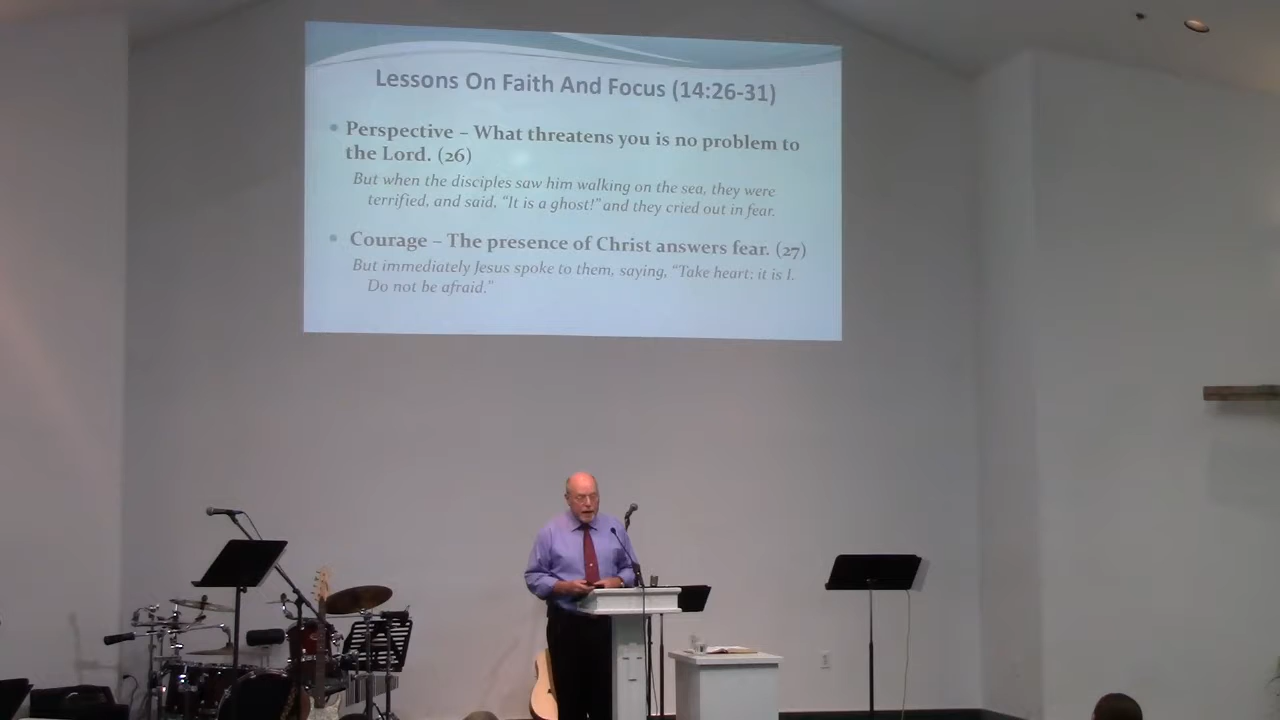 Lessons On Faith And Focus (14:26-31)
• Perspective – What threatens you is no problem to
the Lord. (26)
But when the disciples saw him walking on the sea, they were
terrified, and said, "It is a ghost!" and they cried out in fear.
• Courage – The presence of Christ answers fear. (27)
But immediately Jesus spoke to them, saying, "Take heart; it is I.
Do not be afraid."